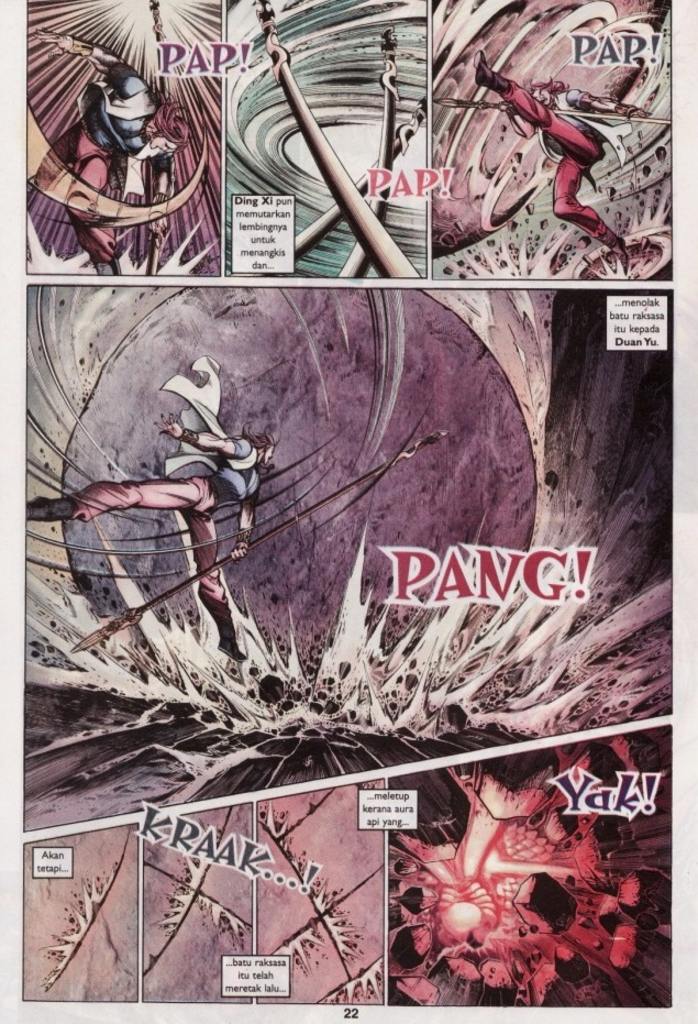 PAP!
Ding Xi pun
memutarkan
lembingnya
untuk
menangkis
dan...
PAP!
PAP!
...menolak
batu raksasa
itu kepada
Duan Yu.
PANG!
Akan
tetapi...
KRAAK....!
...batu raksasa
itu telah
meretak lalu...
...meletup
kerana aura
api yang...
Yak!
22